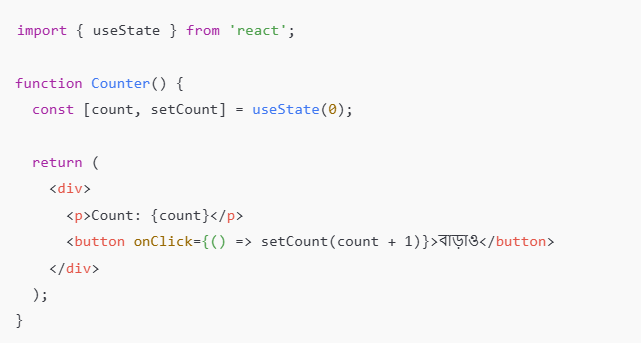 import { useState } from 'react';
function Counter() {
const [count, setCount] = useState(0);
return (
<div>
<p>Count: {count}</p>
<button onClick={() => setCount(count + 1)}>বাড়াও</button>
</div>
);
}